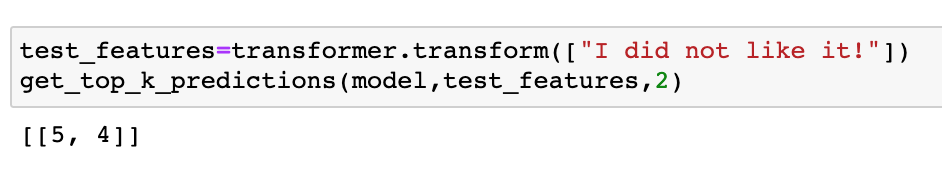 test_features=transformer.transform(["I did not like it!"])
get_top_k_predictions(model,test_features,2)
[[5, 4]]